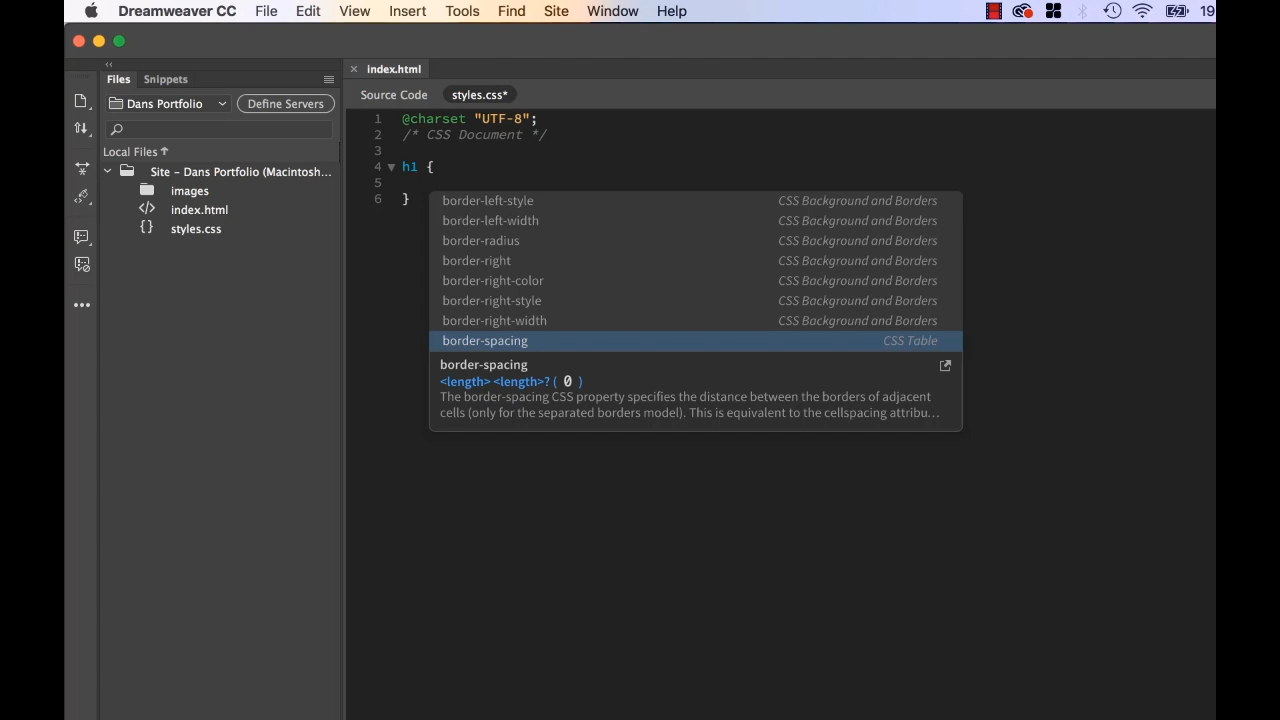 Dreamweaver CC File Edit View Insert Tools Find Site Window Help 19
Files Snippets
index.html
Dans Portfolio Define Servers
Source Code styles.css*
Local Files
Site – Dans Portfolio (Macintosh...
images
index.html
styles.css
1 @charset "UTF-8";
2 /* CSS Document */
3
4 h1 {
5
6 }
border-left-style CSS Background and Borders
border-left-width CSS Background and Borders
border-radius CSS Background and Borders
border-right CSS Background and Borders
border-right-color CSS Background and Borders
border-right-style CSS Background and Borders
border-right-width CSS Background and Borders
border-spacing CSS Table
border-spacing
<length> <length>? ( 0 )
The border-spacing CSS property specifies the distance between the borders of adjacent
cells (only for the separated borders model). This is equivalent to the cellspacing attribu...